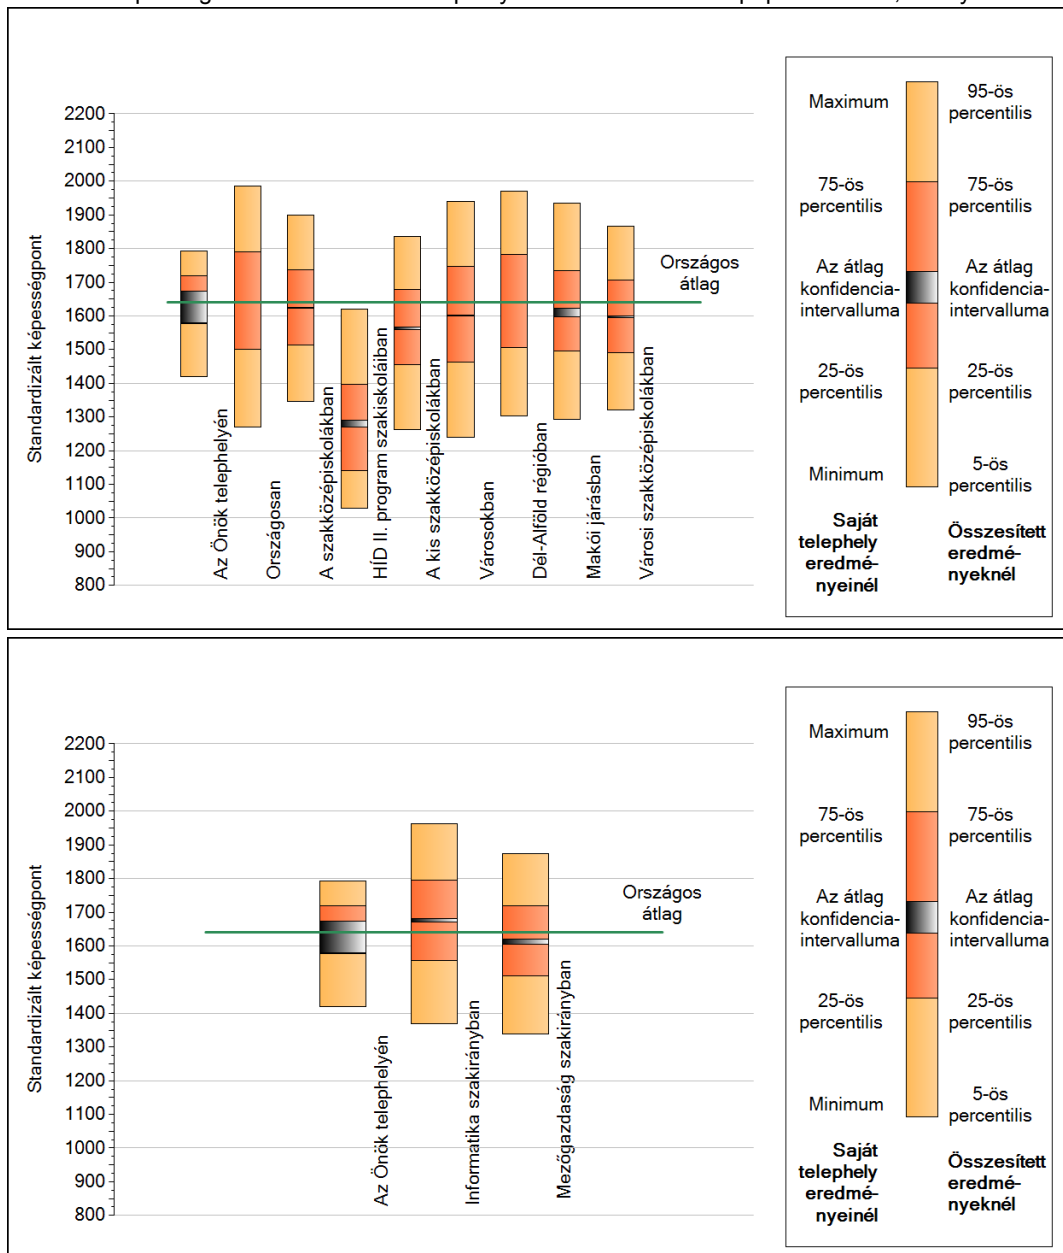 Standardizált képességpont
2200
2100
2000
1900
1800
1700
1600
1500
1400
1300
1200
1100
1000
900
800
Az Önök telephelyén
Országosan
A szakközépiskolákban
HÍD II. program szakiskoláiban
A kis szakközépiskolákban
Városokban
Dél-Alföld régióban
Makói járásban
Városi szakközépiskolákban
Országos
átlag
Maximum
75-ös
percentilis
Az átlag
konfidencia-
intervalluma
25-ös
percentilis
Minimum
Saját
telephely
eredmé-
nyeinél
95-ös
percentilis
75-ös
percentilis
Az átlag
konfidencia-
intervalluma
25-ös
percentilis
5-ös
percentilis
Összesített
eredmé-
nyeknél
Standardizált képességpont
2200
2100
2000
1900
1800
1700
1600
1500
1400
1300
1200
1100
1000
900
800
Az Önök telephelyén
Informatika szakirányban
Mezőgazdaság szakirányban
Országos
átlag
Maximum
75-ös
percentilis
Az átlag
konfidencia-
intervalluma
25-ös
percentilis
Minimum
Saját
telephely
eredmé-
nyeinél
95-ös
percentilis
75-ös
percentilis
Az átlag
konfidencia-
intervalluma
25-ös
percentilis
5-ös
percentilis
Összesített
eredmé-
nyeknél